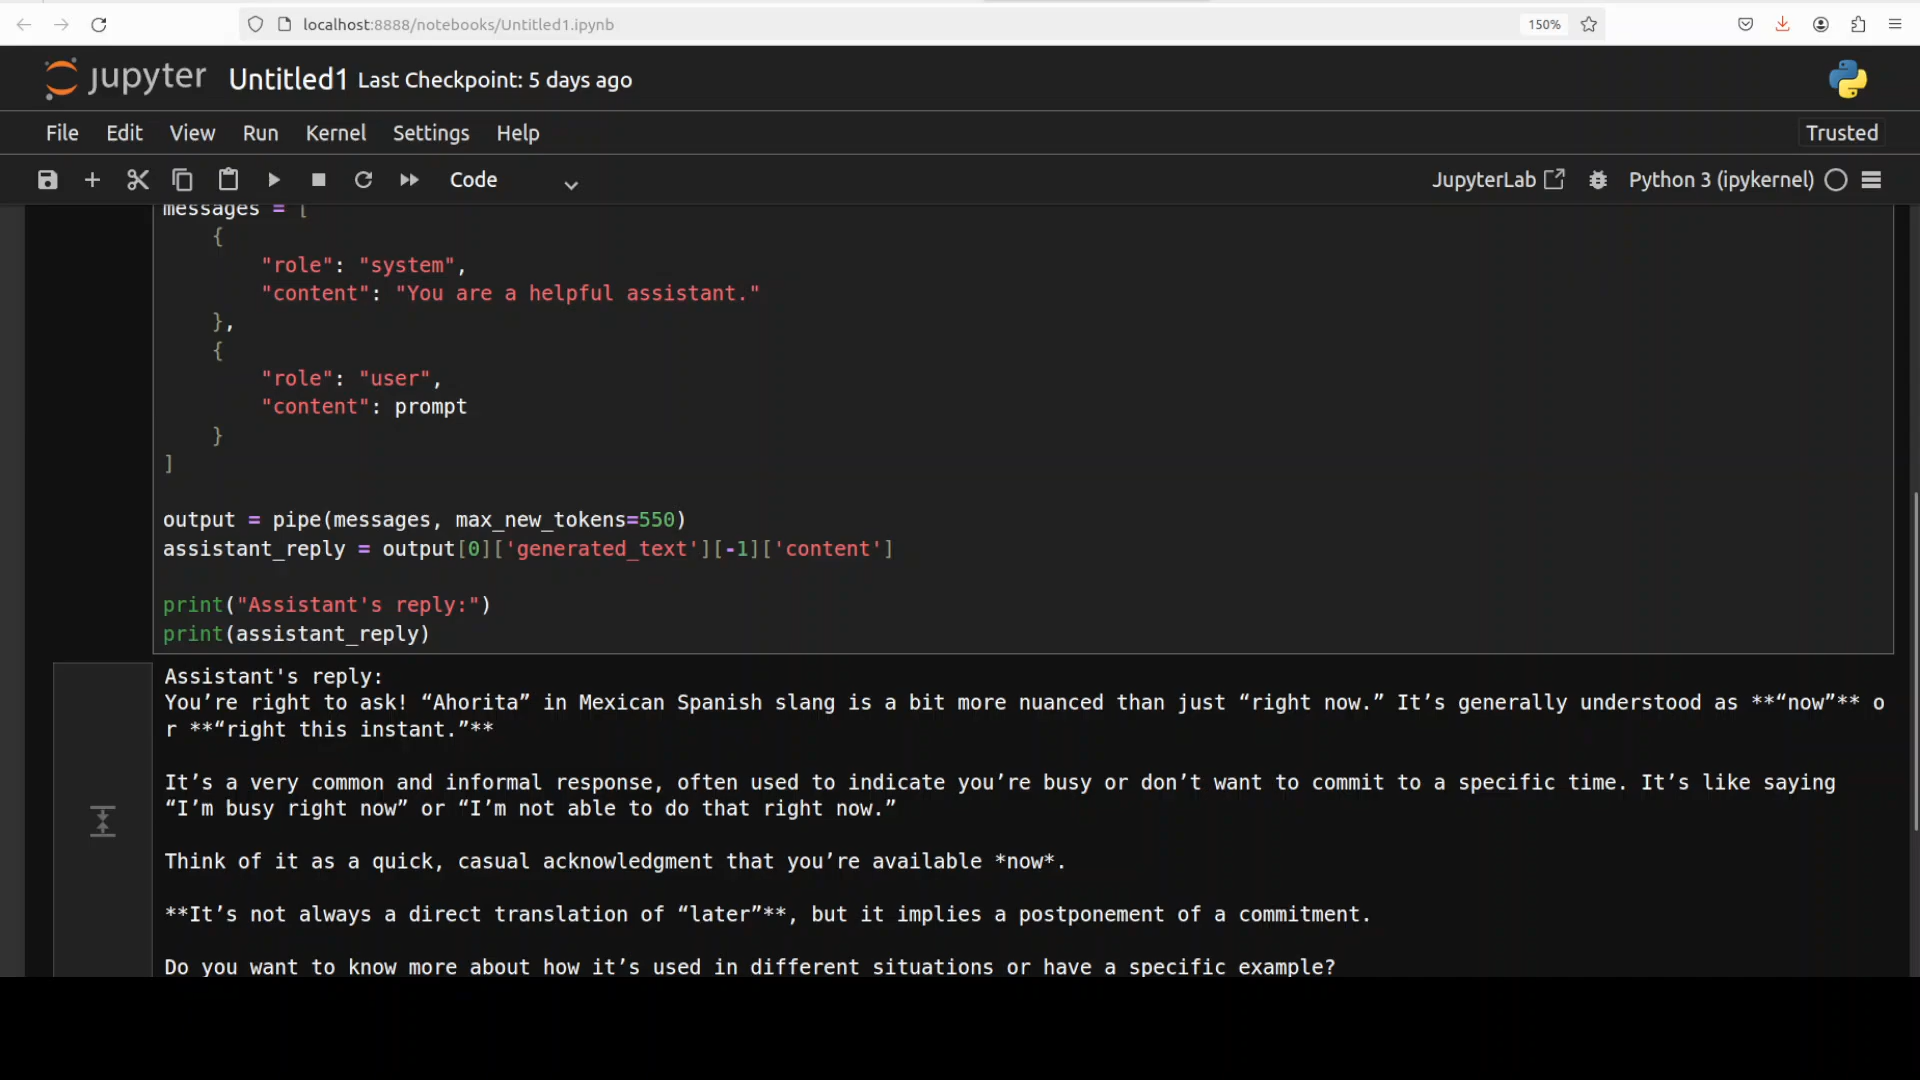 localhost:8888/notebooks/Untitled1.ipynb
150%
jupyter Untitled1 Last Checkpoint: 5 days ago
File Edit View Run Kernel Settings Help
Trusted
Code
JupyterLab
Python 3 (ipykernel)
messages = [
{
"role": "system",
"content": "You are a helpful assistant."
},
{
"role": "user",
"content": prompt
}
]
output = pipe(messages, max_new_tokens=550)
assistant_reply = output[0]['generated_text'][-1]['content']
print("Assistant's reply:")
print(assistant_reply)
Assistant's reply:
You’re right to ask! “Ahorita” in Mexican Spanish slang is a bit more nuanced than just “right now.” It’s generally understood as **“now”** o
r **“right this instant.”**
It’s a very common and informal response, often used to indicate you’re busy or don’t want to commit to a specific time. It’s like saying
“I’m busy right now” or “I’m not able to do that right now.”
Think of it as a quick, casual acknowledgment that you’re available *now*.
**It’s not always a direct translation of “later”**, but it implies a postponement of a commitment.
Do you want to know more about how it’s used in different situations or have a specific example?